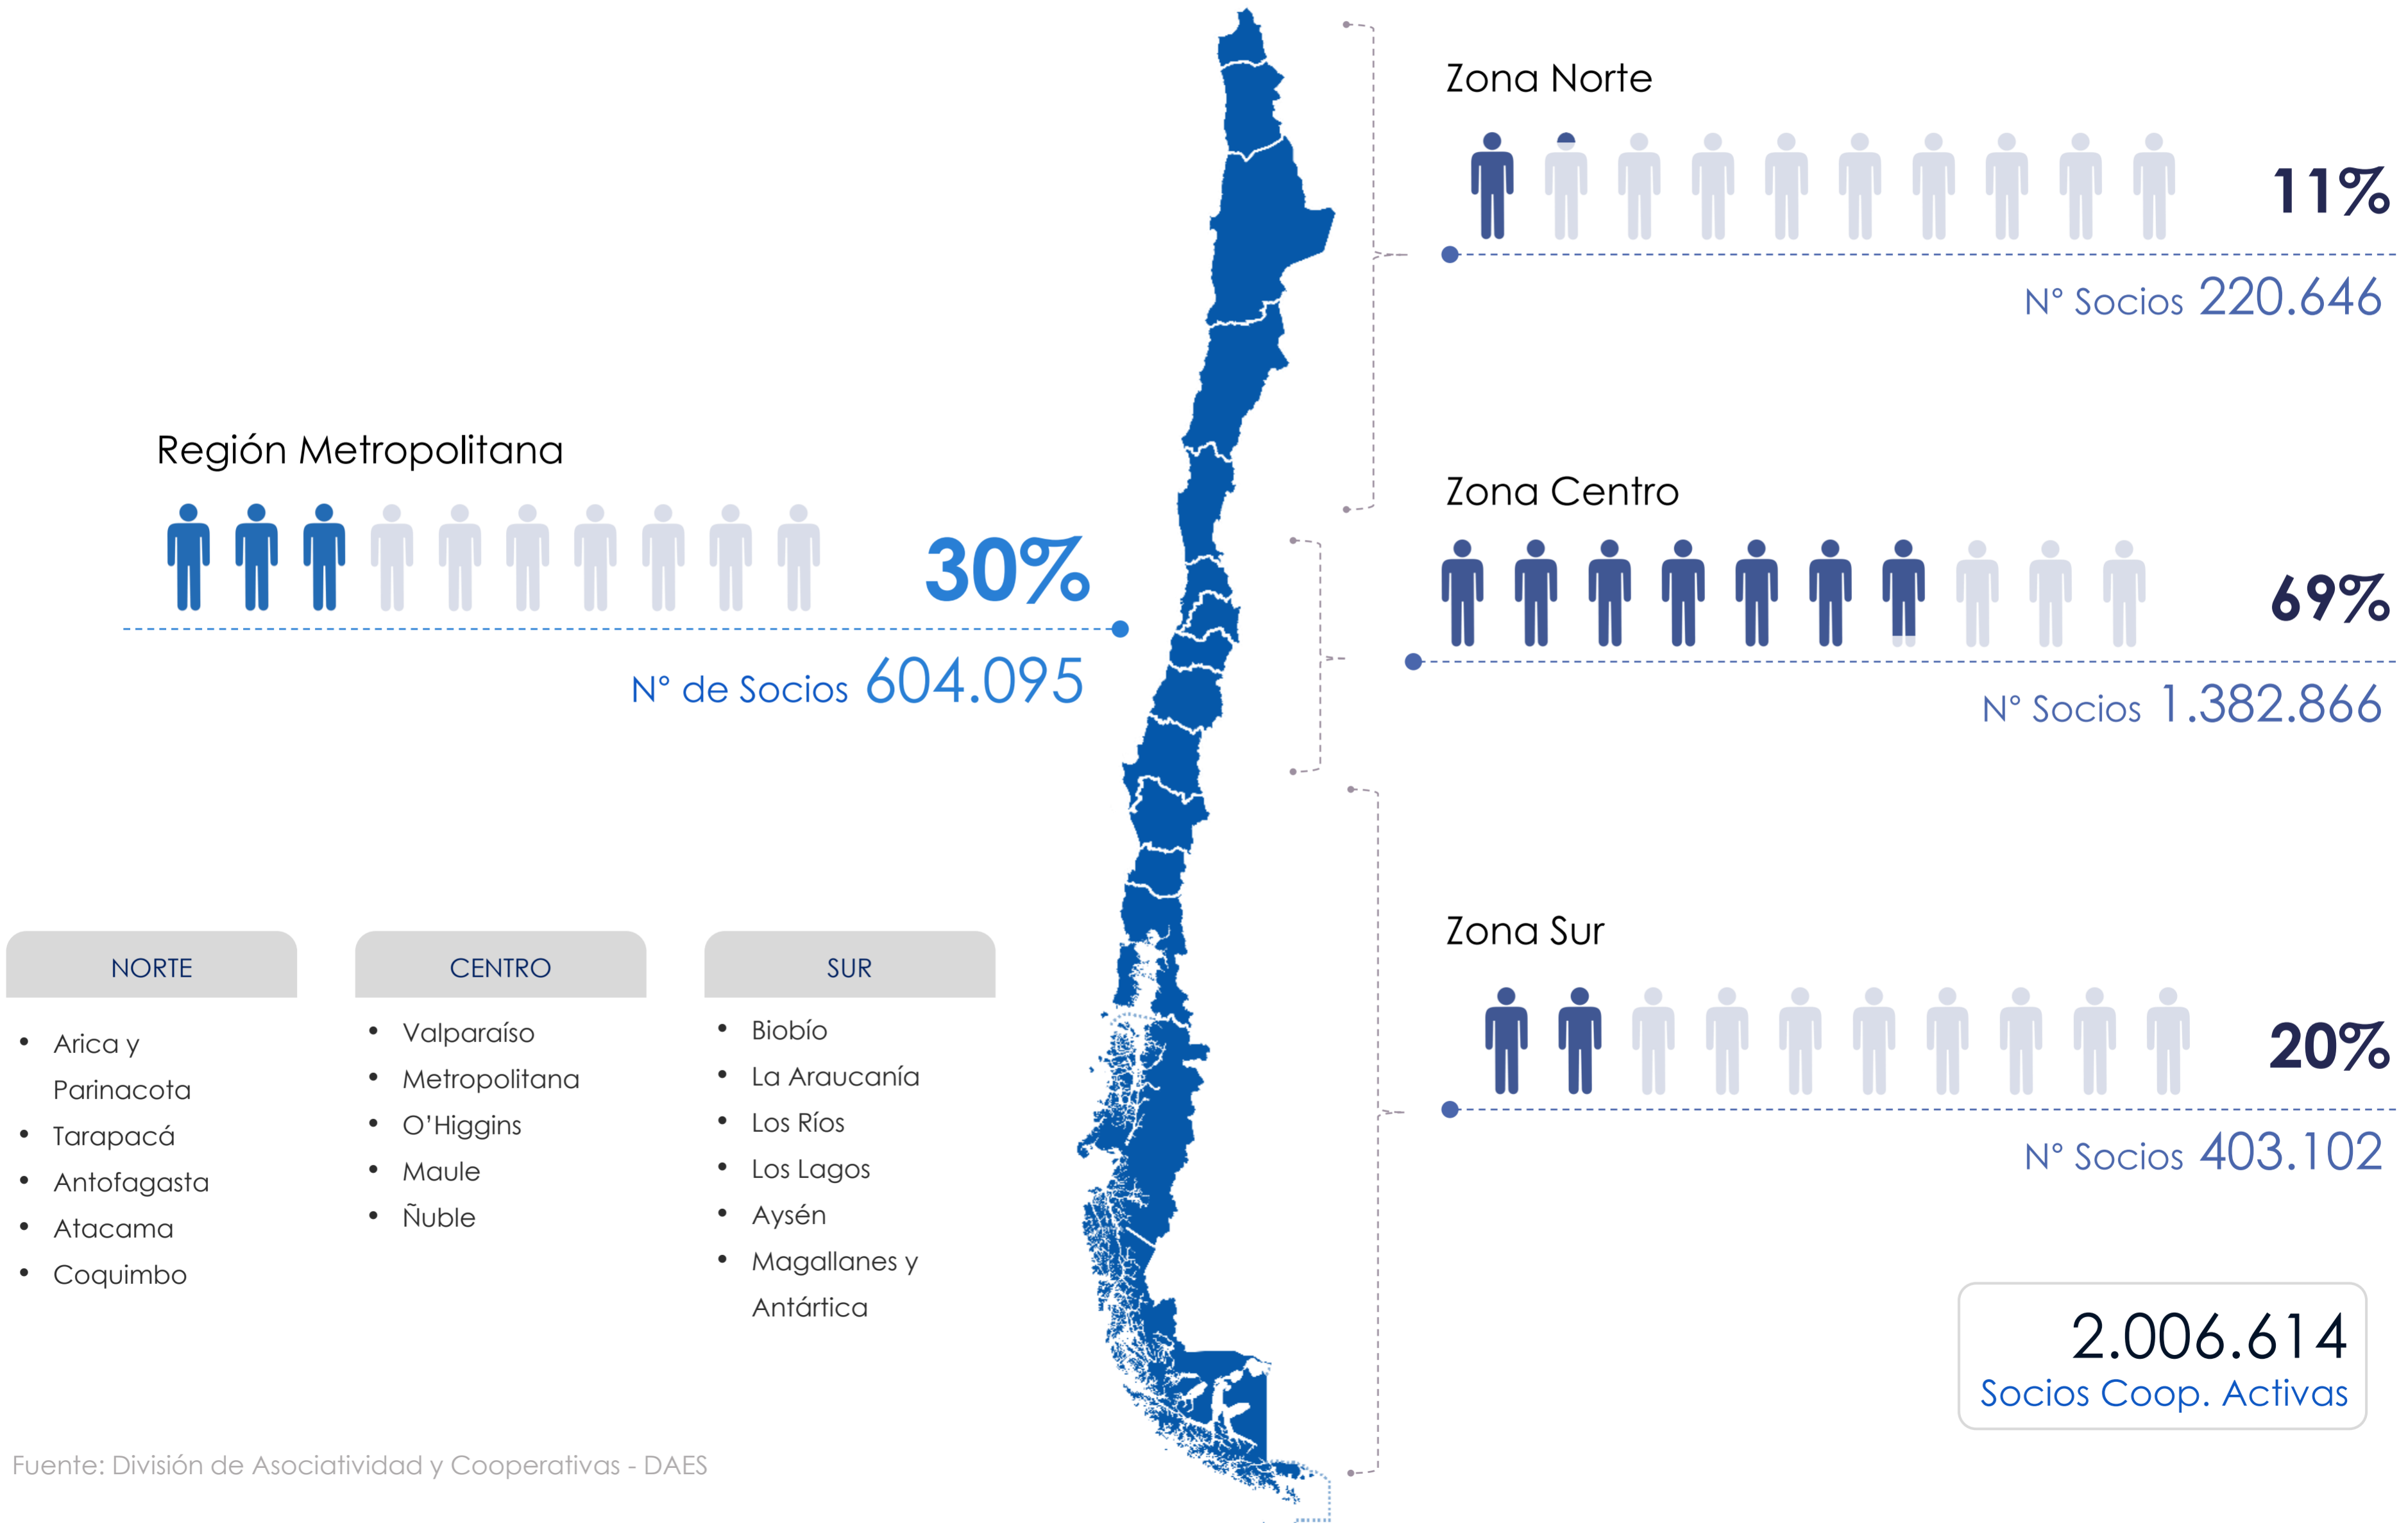 Zona Norte
11%
N° Socios 220.646
Región Metropolitana
30%
N° de Socios 604.095
Zona Centro
69%
N° Socios 1.382.866
Zona Sur
20%
N° Socios 403.102
NORTE
• Arica y
Parinacota
• Tarapacá
• Antofagasta
• Atacama
• Coquimbo
CENTRO
• Valparaíso
• Metropolitana
• O’Higgins
• Maule
• Ñuble
SUR
• Biobío
• La Araucanía
• Los Ríos
• Los Lagos
• Aysén
• Magallanes y
Antártica
2.006.614
Socios Coop. Activas
Fuente: División de Asociatividad y Cooperativas - DAES